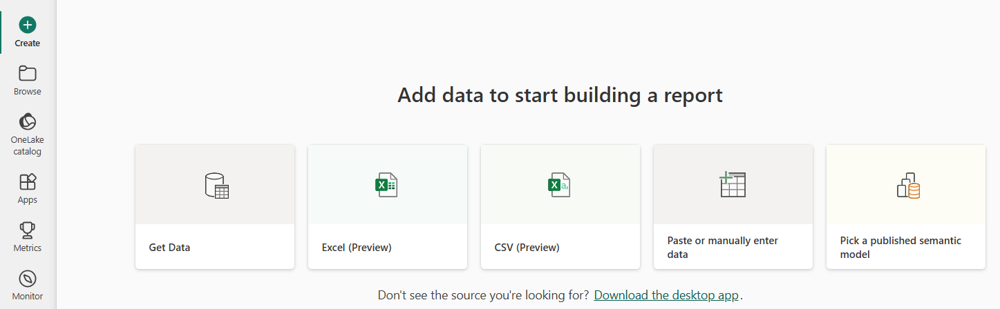 Create
Browse
OneLake
catalog
Apps
Metrics
Monitor
Add data to start building a report
Get Data
X
Excel (Preview)
X a,
CSV (Preview)
Paste or manually enter
data
Pick a published semantic
model
Don't see the source you're looking for? Download the desktop app.